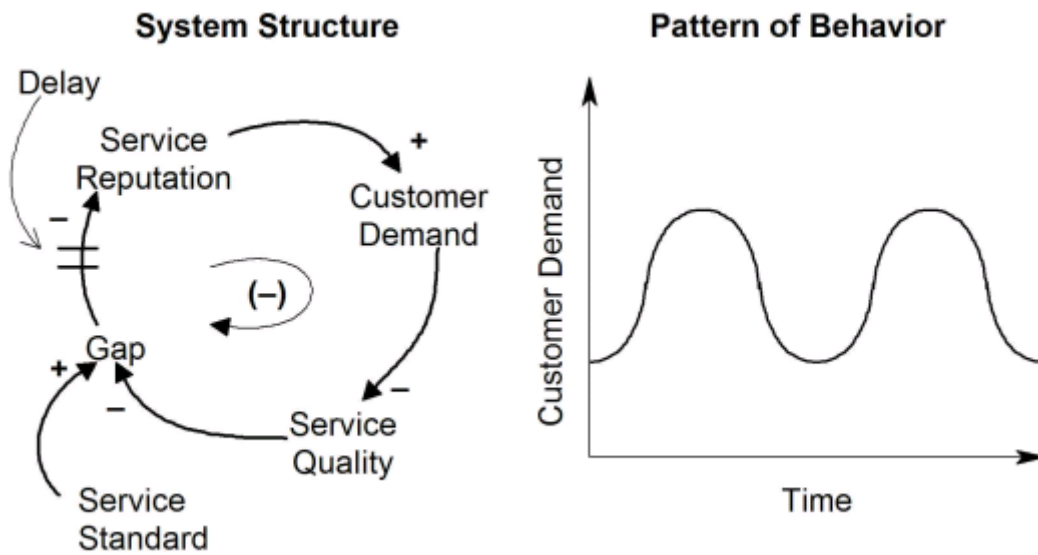 System Structure
Pattern of Behavior
Delay
Service
Reputation
+
Customer
Demand
–
(–)
Gap
+
–
–
Service
Quality
Service
Standard
Customer Demand
Time